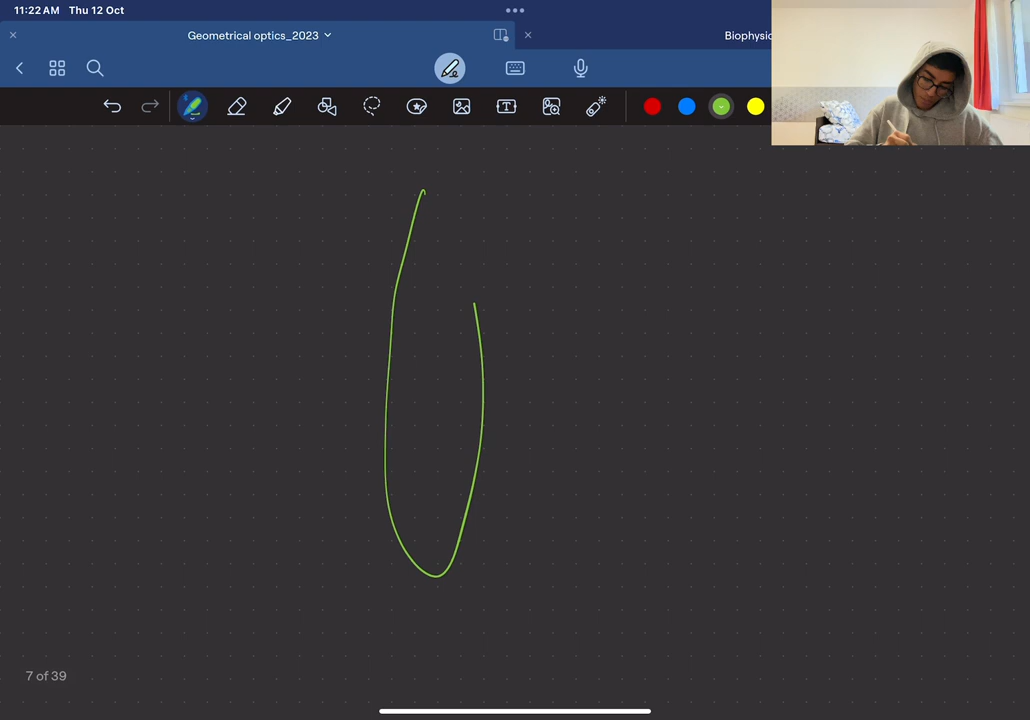 11:22 AM Thu 12 Oct
Geometrical optics_2023
Biophysic
T
7 of 39